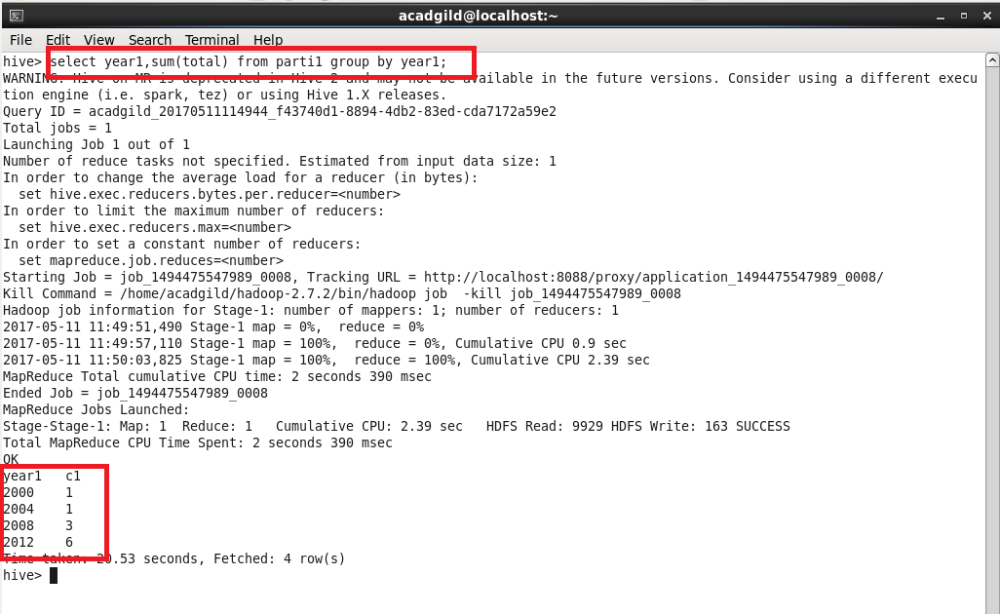 acadgild@localhost:~
File Edit View Search Terminal Help
hive> select year1,sum(total) from parti1 group by year1;
WARNING: Hive-on-MR is deprecated in Hive 2 and may not be available in the future versions. Consider using a different execu
tion engine (i.e. spark, tez) or using Hive 1.X releases.
Query ID = acadgild_20170511114944_f43740d1-8894-4db2-83ed-cda7172a59e2
Total jobs = 1
Launching Job 1 out of 1
Number of reduce tasks not specified. Estimated from input data size: 1
In order to change the average load for a reducer (in bytes):
  set hive.exec.reducers.bytes.per.reducer=<number>
In order to limit the maximum number of reducers:
  set hive.exec.reducers.max=<number>
In order to set a constant number of reducers:
  set mapreduce.job.reduces=<number>
Starting Job = job_1494475547989_0008, Tracking URL = http://localhost:8088/proxy/application_1494475547989_0008/
Kill Command = /home/acadgild/hadoop-2.7.2/bin/hadoop job  -kill job_1494475547989_0008
Hadoop job information for Stage-1: number of mappers: 1; number of reducers: 1
2017-05-11 11:49:51,490 Stage-1 map = 0%,  reduce = 0%
2017-05-11 11:49:57,110 Stage-1 map = 100%,  reduce = 0%, Cumulative CPU 0.9 sec
2017-05-11 11:50:03,825 Stage-1 map = 100%,  reduce = 100%, Cumulative CPU 2.39 sec
MapReduce Total cumulative CPU time: 2 seconds 390 msec
Ended Job = job_1494475547989_0008
MapReduce Jobs Launched:
Stage-Stage-1: Map: 1  Reduce: 1   Cumulative CPU: 2.39 sec   HDFS Read: 9929 HDFS Write: 163 SUCCESS
Total MapReduce CPU Time Spent: 2 seconds 390 msec
OK
year1   c1
2000    1
2004    1
2008    3
2012    6
Time taken: 20.53 seconds, Fetched: 4 row(s)
hive>